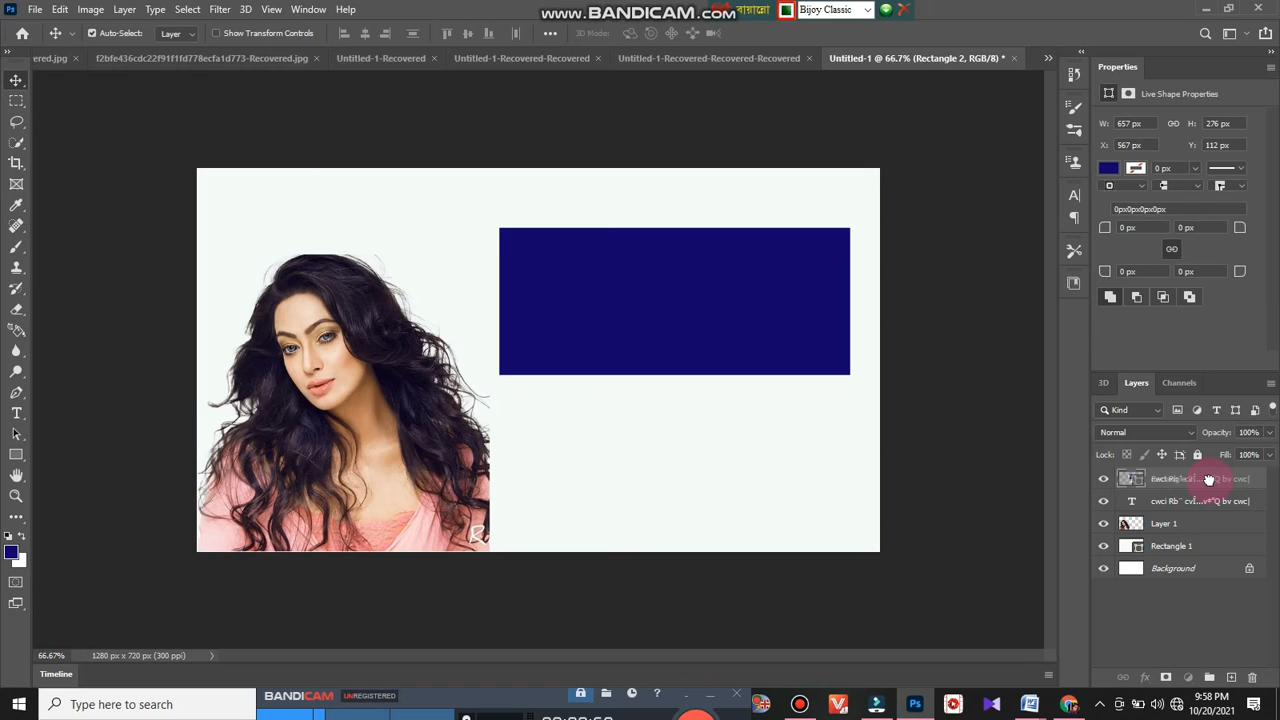 WWW.BANDICAM.COM
বায়ান্নো
Bijoy Classic
File Edit Image Layer Type Select Filter 3D View Window Help
Auto-Select: Layer Show Transform Controls 3D Mode:
ered.jpg × f2bfe436cdc22f91f1fd778ecfa1d773-Recovered.jpg × Untitled-1-Recovered × Untitled-1-Recovered-Recovered × Untitled-1-Recovered-Recovered-Recovered × Untitled-1 @ 66.7% (Rectangle 2, RGB/8) * ×
Properties
Live Shape Properties
W: 657 px H: 276 px
X: 567 px Y: 112 px
0 px
0px0px0px0px
0 px 0 px
0 px 0 px
3D Layers Channels
Kind
Normal Opacity: 100%
Lock: Fill: 100%
Layer 1
Rectangle 1
Background
66.67% 1280 px x 720 px (300 ppi)
Timeline
Type here to search
BANDICAM UNREGISTERED
9:58 PM